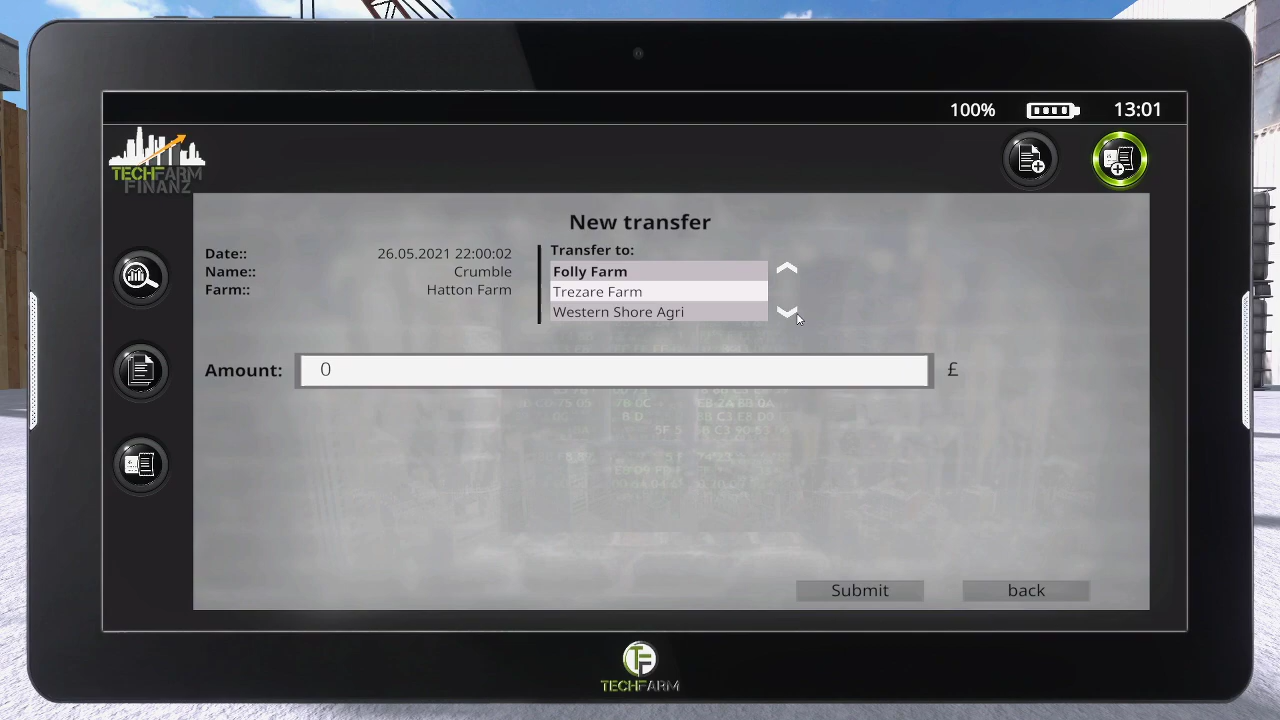 100%
13:01
TECHFARM
FINANZ
New transfer
Date:: 26.05.2021 22:00:02
Name:: Crumble
Farm:: Hatton Farm
Transfer to:
Folly Farm
Trezare Farm
Western Shore Agri
Amount: 0 £
Submit
back
TF
TECHFARM